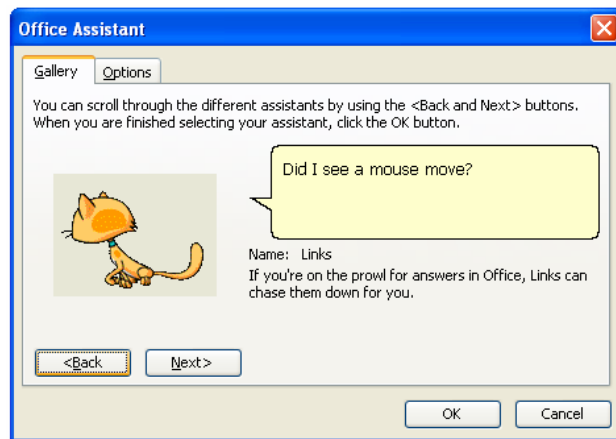 Office Assistant
Gallery
Options
You can scroll through the different assistants by using the <Back and Next> buttons.
When you are finished selecting your assistant, click the OK button.
Did I see a mouse move?
Name: Links
If you're on the prowl for answers in Office, Links can
chase them down for you.
<Back
Next>
OK
Cancel